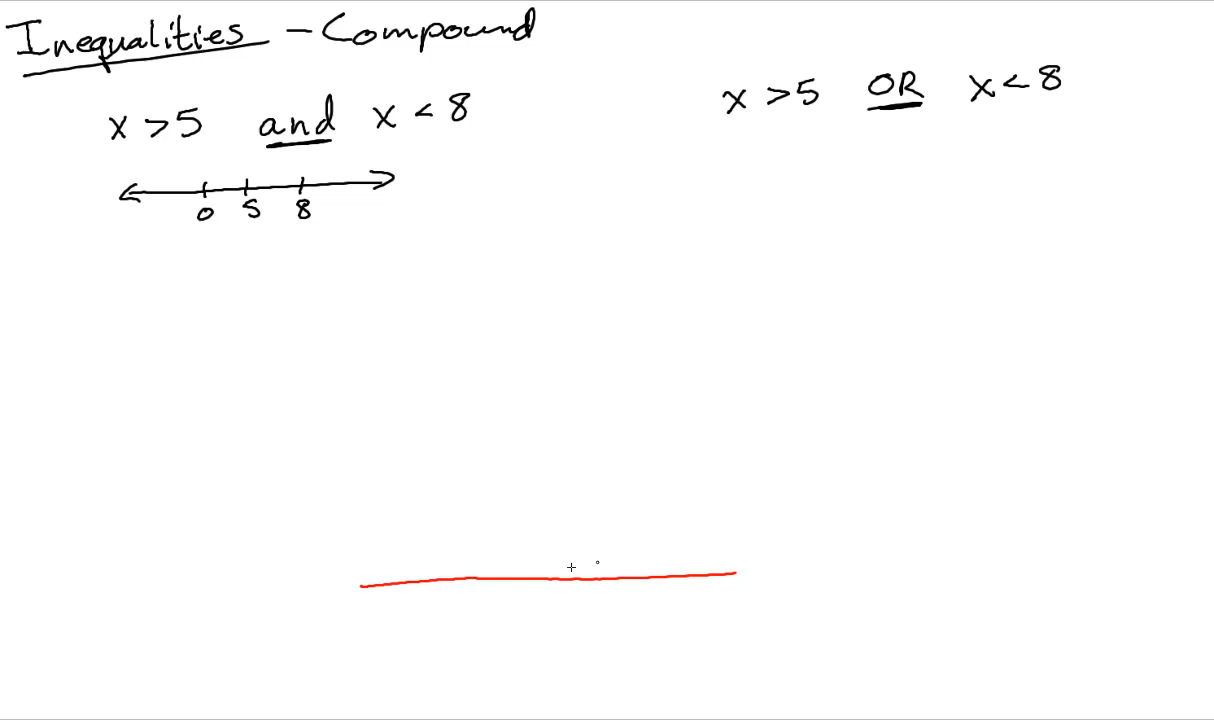 Inequalities - Compound
x > 5 and x < 8
0 5 8
x > 5 OR x < 8